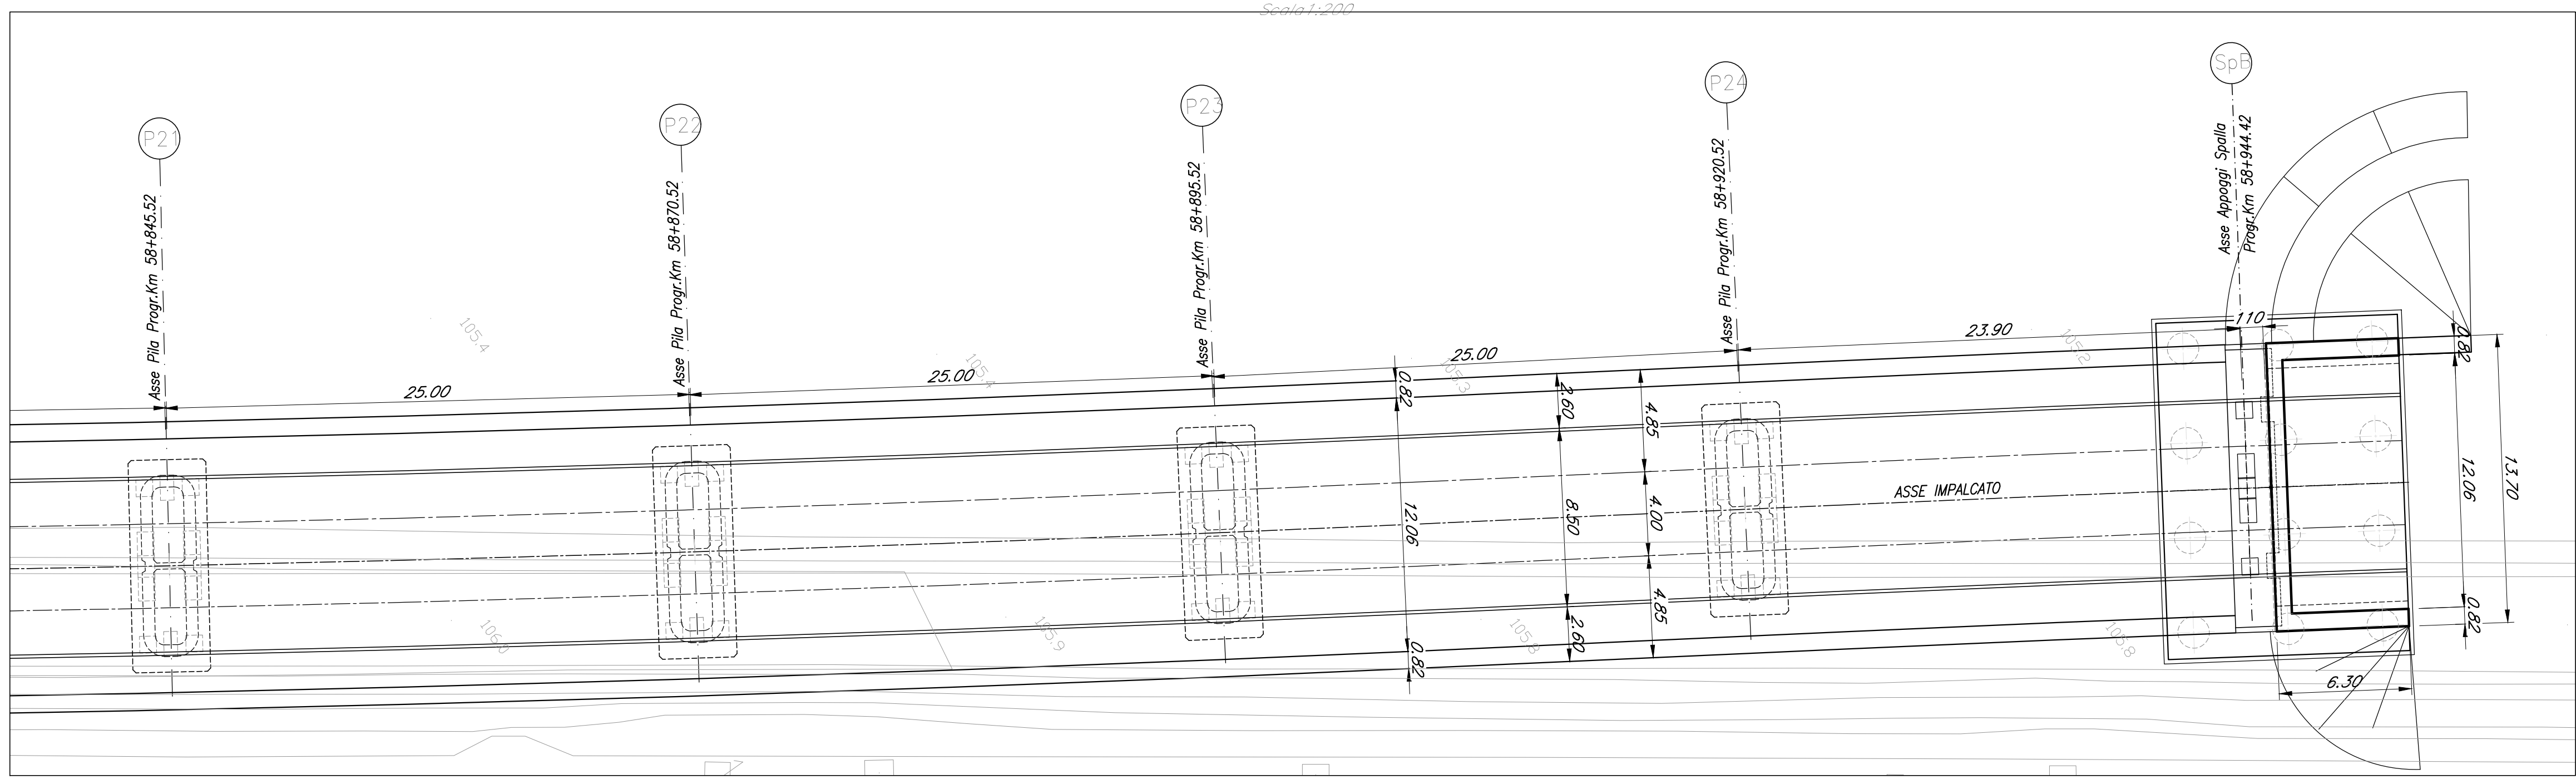 Scala1:200
P21
P22
P23
P24
SpB
Asse Pila Progr.Km 58+845.52
Asse Pila Progr.Km 58+870.52
Asse Pila Progr.Km 58+895.52
Asse Pila Progr.Km 58+920.52
Asse Appoggi Spalla
Progr.Km 58+944.42
25.00
25.00
25.00
23.90
110
105.4
105.4
105.3
105.2
0.82
12.06
0.82
2.60
8.50
2.60
4.85
4.00
4.85
ASSE IMPALCATO
0.82
12.06
0.82
13.70
6.30
106.0
105.9
105.8
105.8